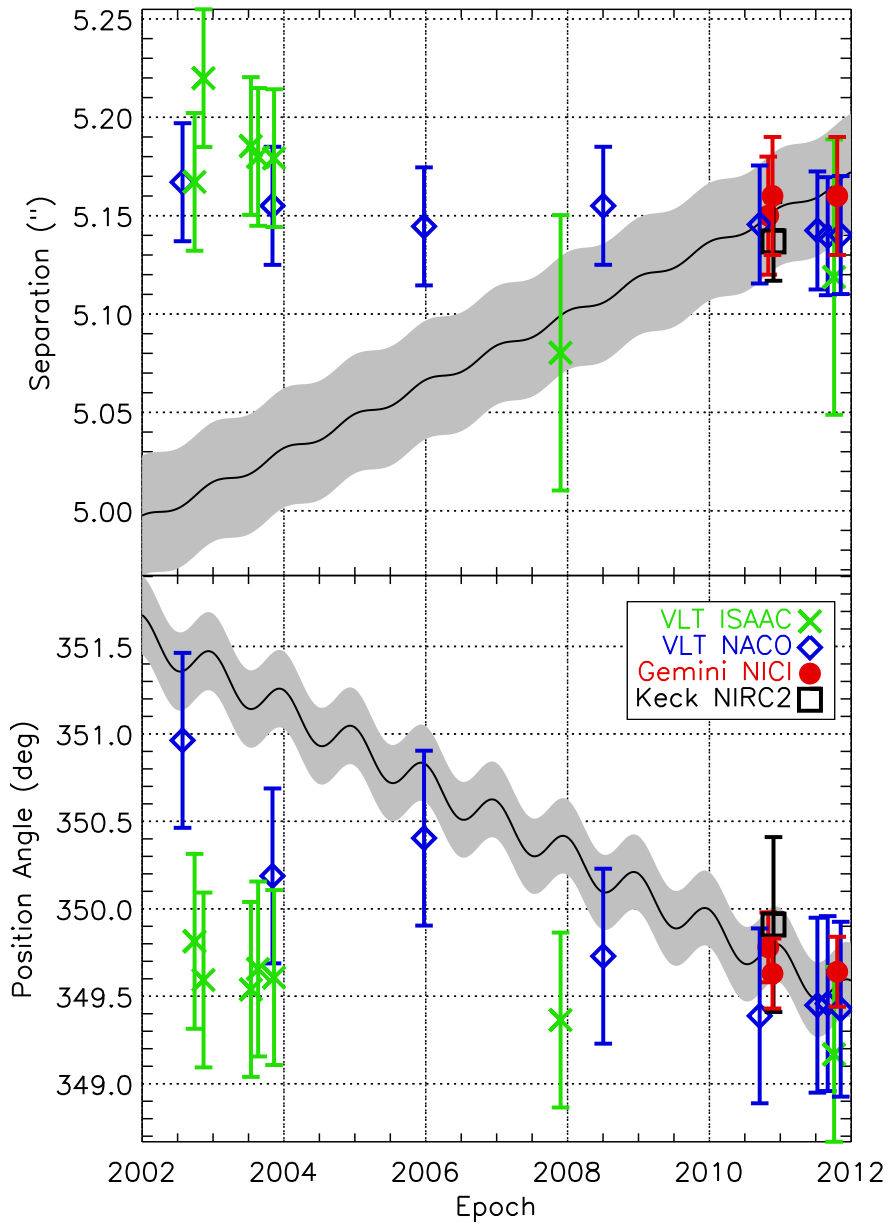 5.25
5.20
5.15
5.10
5.05
5.00
Separation (")
VLT ISAAC
VLT NACO
Gemini NICI
Keck NIRC2
351.5
351.0
350.5
350.0
349.5
349.0
Position Angle (deg)
2002 2004 2006 2008 2010 2012
Epoch